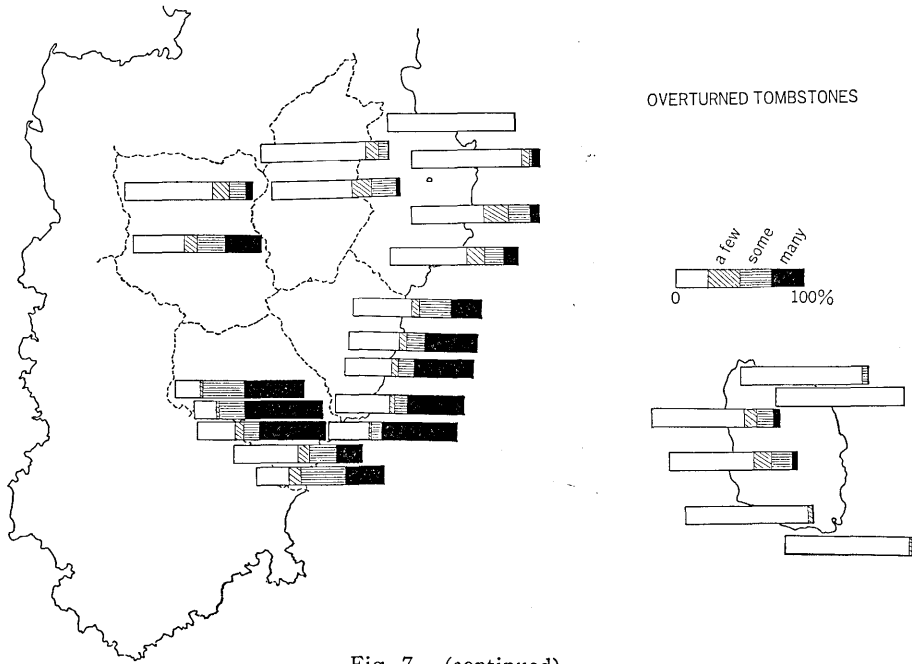 OVERTURNED TOMBSTONES
a few
some
many
0 100%
Fig. 7. (continued)